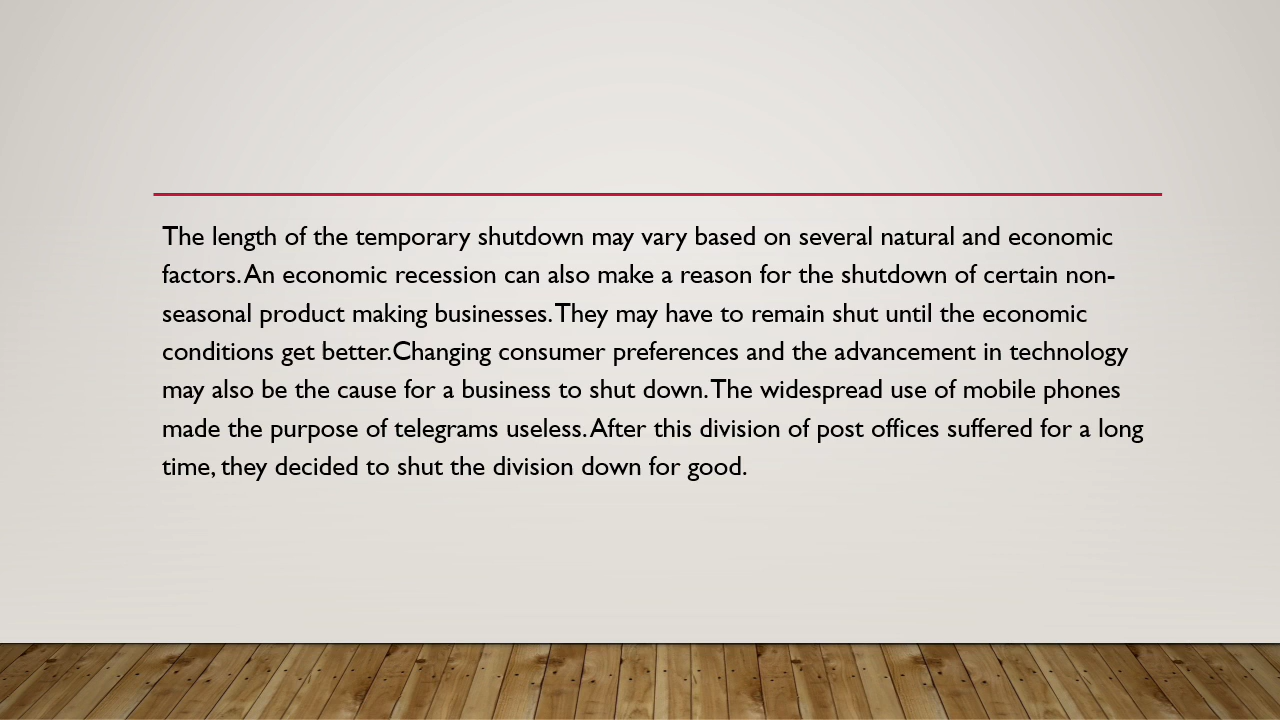 The length of the temporary shutdown may vary based on several natural and economic
factors. An economic recession can also make a reason for the shutdown of certain non-
seasonal product making businesses. They may have to remain shut until the economic
conditions get better.Changing consumer preferences and the advancement in technology
may also be the cause for a business to shut down. The widespread use of mobile phones
made the purpose of telegrams useless. After this division of post offices suffered for a long
time, they decided to shut the division down for good.